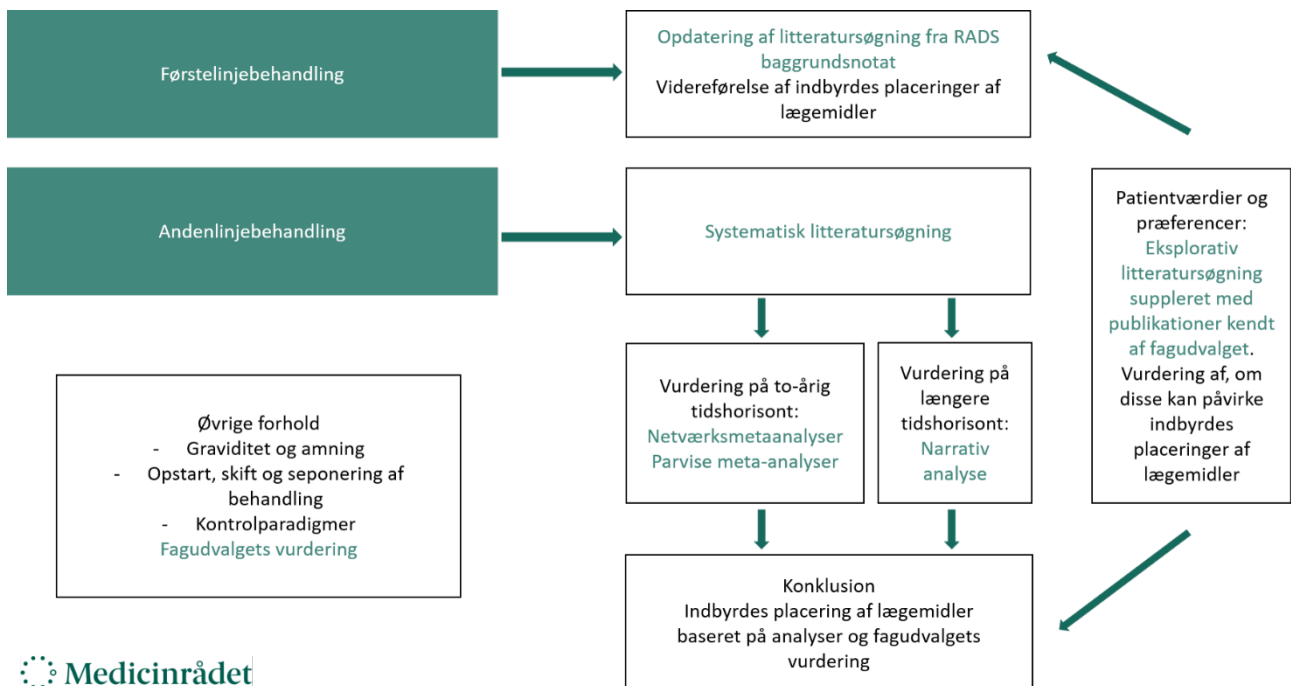 Førstelinjebehandling
Opdatering af litteratursøgning fra RADS
baggrundsnotat
Videreførelse af indbyrdes placeringer af
lægemidler
Andenlinjebehandling
Systematisk litteratursøgning
Patientværdier og
præferencer:
Eksplorativ
litteratursøgning
suppleret med
publikationer kendt
af fagudvalget.
Vurdering af, om
disse kan påvirke
indbyrdes
placeringer af
lægemidler
Vurdering på to-årig
tidshorisont:
Netværksmetaanalyser
Parvise meta-analyser
Vurdering på
længere
tidshorisont:
Narrativ
analyse
Øvrige forhold
- Graviditet og amning
- Opstart, skift og seponering af
behandling
- Kontrolparadigmer
Fagudvalgets vurdering
Konklusion
Indbyrdes placering af lægemidler
baseret på analyser og fagudvalgets
vurdering
Medicinrådet